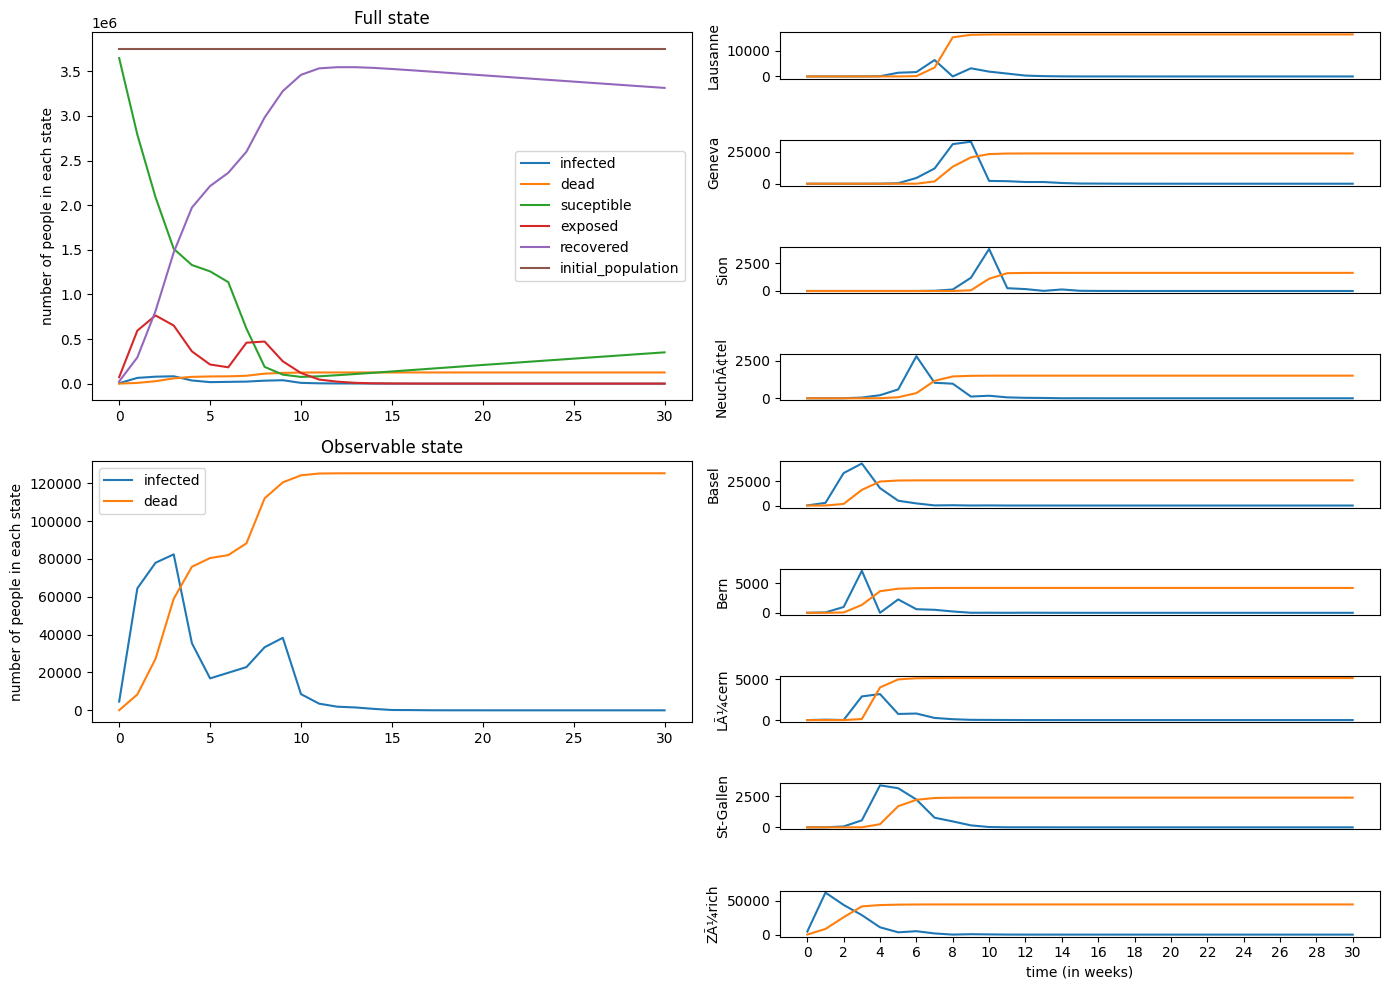 Full state
1e6
number of people in each state
3.5
3.0
2.5
2.0
1.5
1.0
0.5
0.0
infected
dead
suceptible
exposed
recovered
initial_population
0 5 10 15 20 25 30
Observable state
number of people in each state
120000
100000
80000
60000
40000
20000
0
infected
dead
0 5 10 15 20 25 30
Lausanne
10000
0
Geneva
25000
0
Sion
2500
0
NeuchÃ¢tel
2500
0
Basel
25000
0
Bern
5000
0
LÃ¼cern
5000
0
St-Gallen
2500
0
ZÃ¼rich
50000
0
0 2 4 6 8 10 12 14 16 18 20 22 24 26 28 30
time (in weeks)